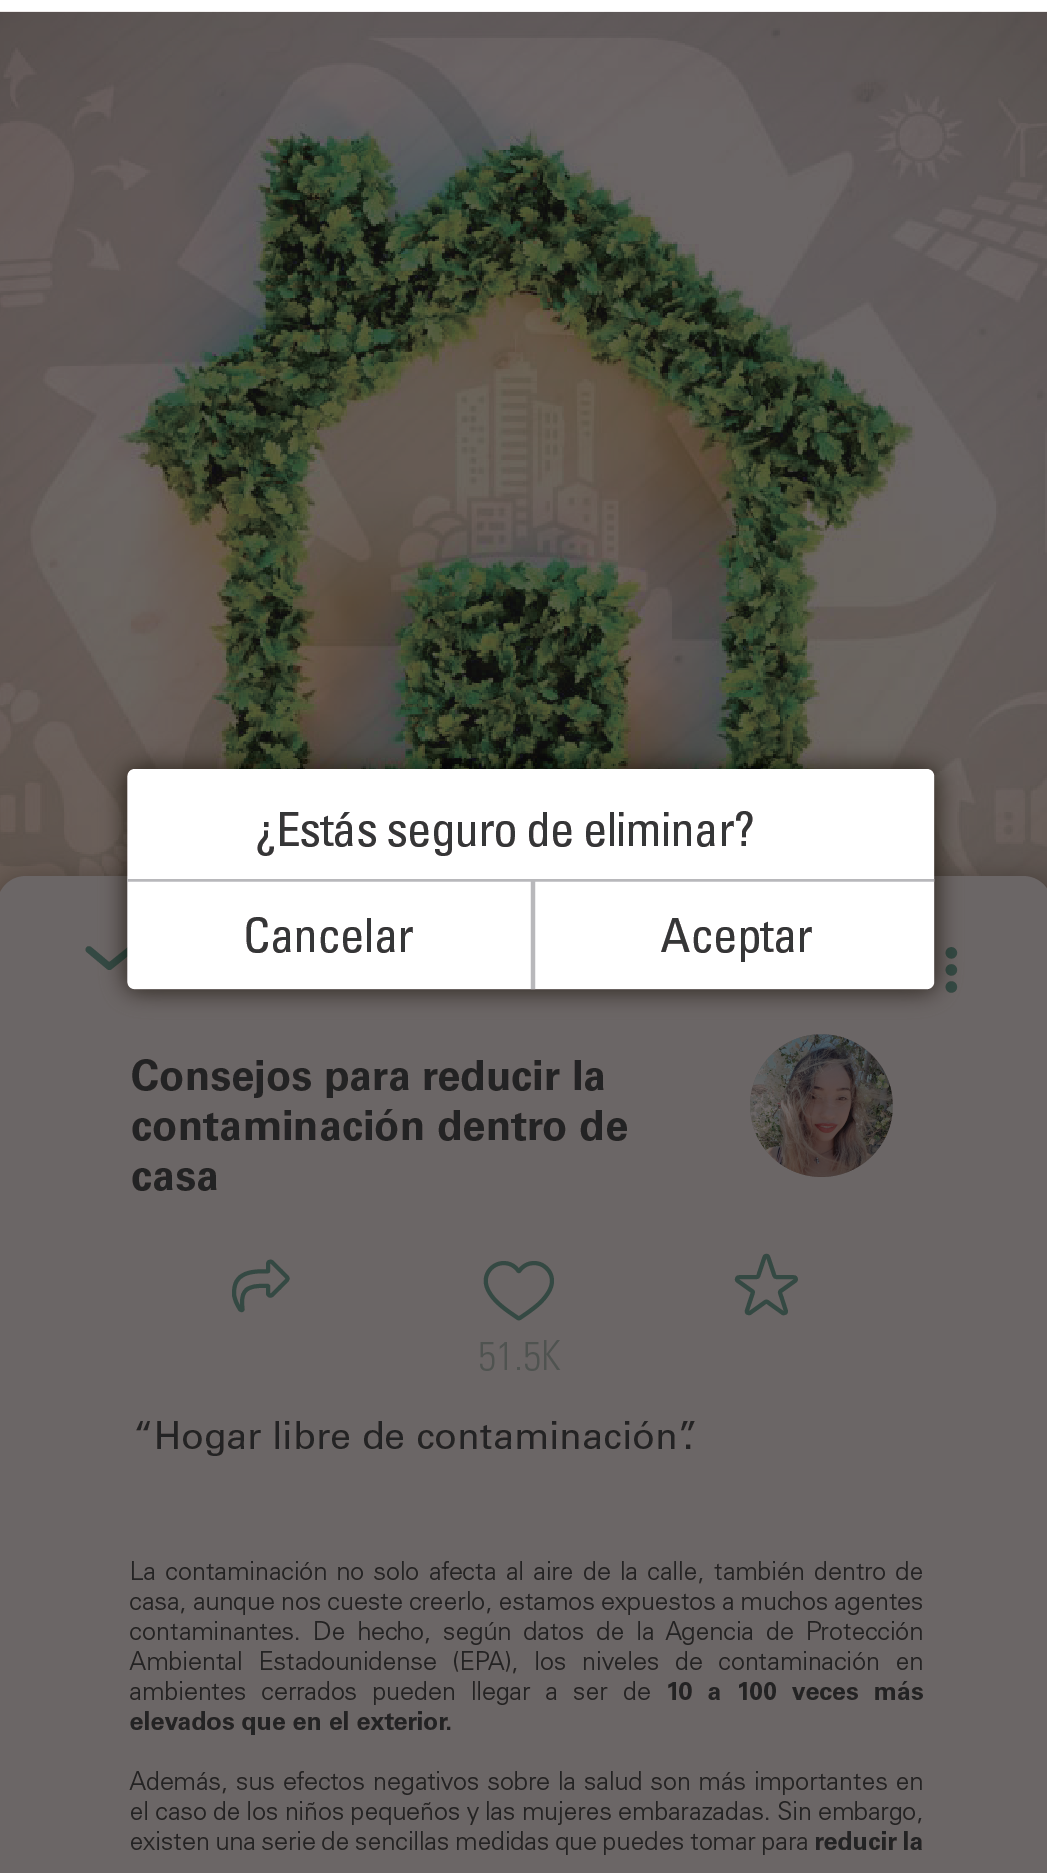 ¿Estás seguro de eliminar?
Cancelar
Aceptar
Consejos para reducir la
contaminación dentro de
casa
51.5K
“Hogar libre de contaminación”.
La contaminación no solo afecta al aire de la calle, también dentro de
casa, aunque nos cueste creerlo, estamos expuestos a muchos agentes
contaminantes. De hecho, según datos de la Agencia de Protección
Ambiental Estadounidense (EPA), los niveles de contaminación en
ambientes cerrados pueden llegar a ser de 10 a 100 veces más
elevados que en el exterior.
Además, sus efectos negativos sobre la salud son más importantes en
el caso de los niños pequeños y las mujeres embarazadas. Sin embargo,
existen una serie de sencillas medidas que puedes tomar para reducir la